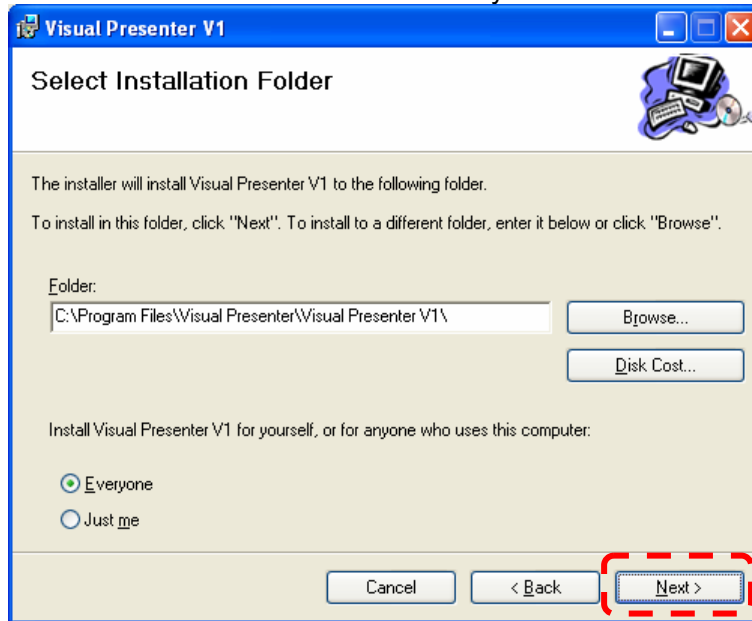 Visual Presenter V1
Select Installation Folder
The installer will install Visual Presenter V1 to the following folder.
To install in this folder, click "Next". To install to a different folder, enter it below or click "Browse".
Folder:
C:\Program Files\Visual Presenter\Visual Presenter V1\
Browse...
Disk Cost...
Install Visual Presenter V1 for yourself, or for anyone who uses this computer:
Everyone
Just me
Cancel
< Back
Next >